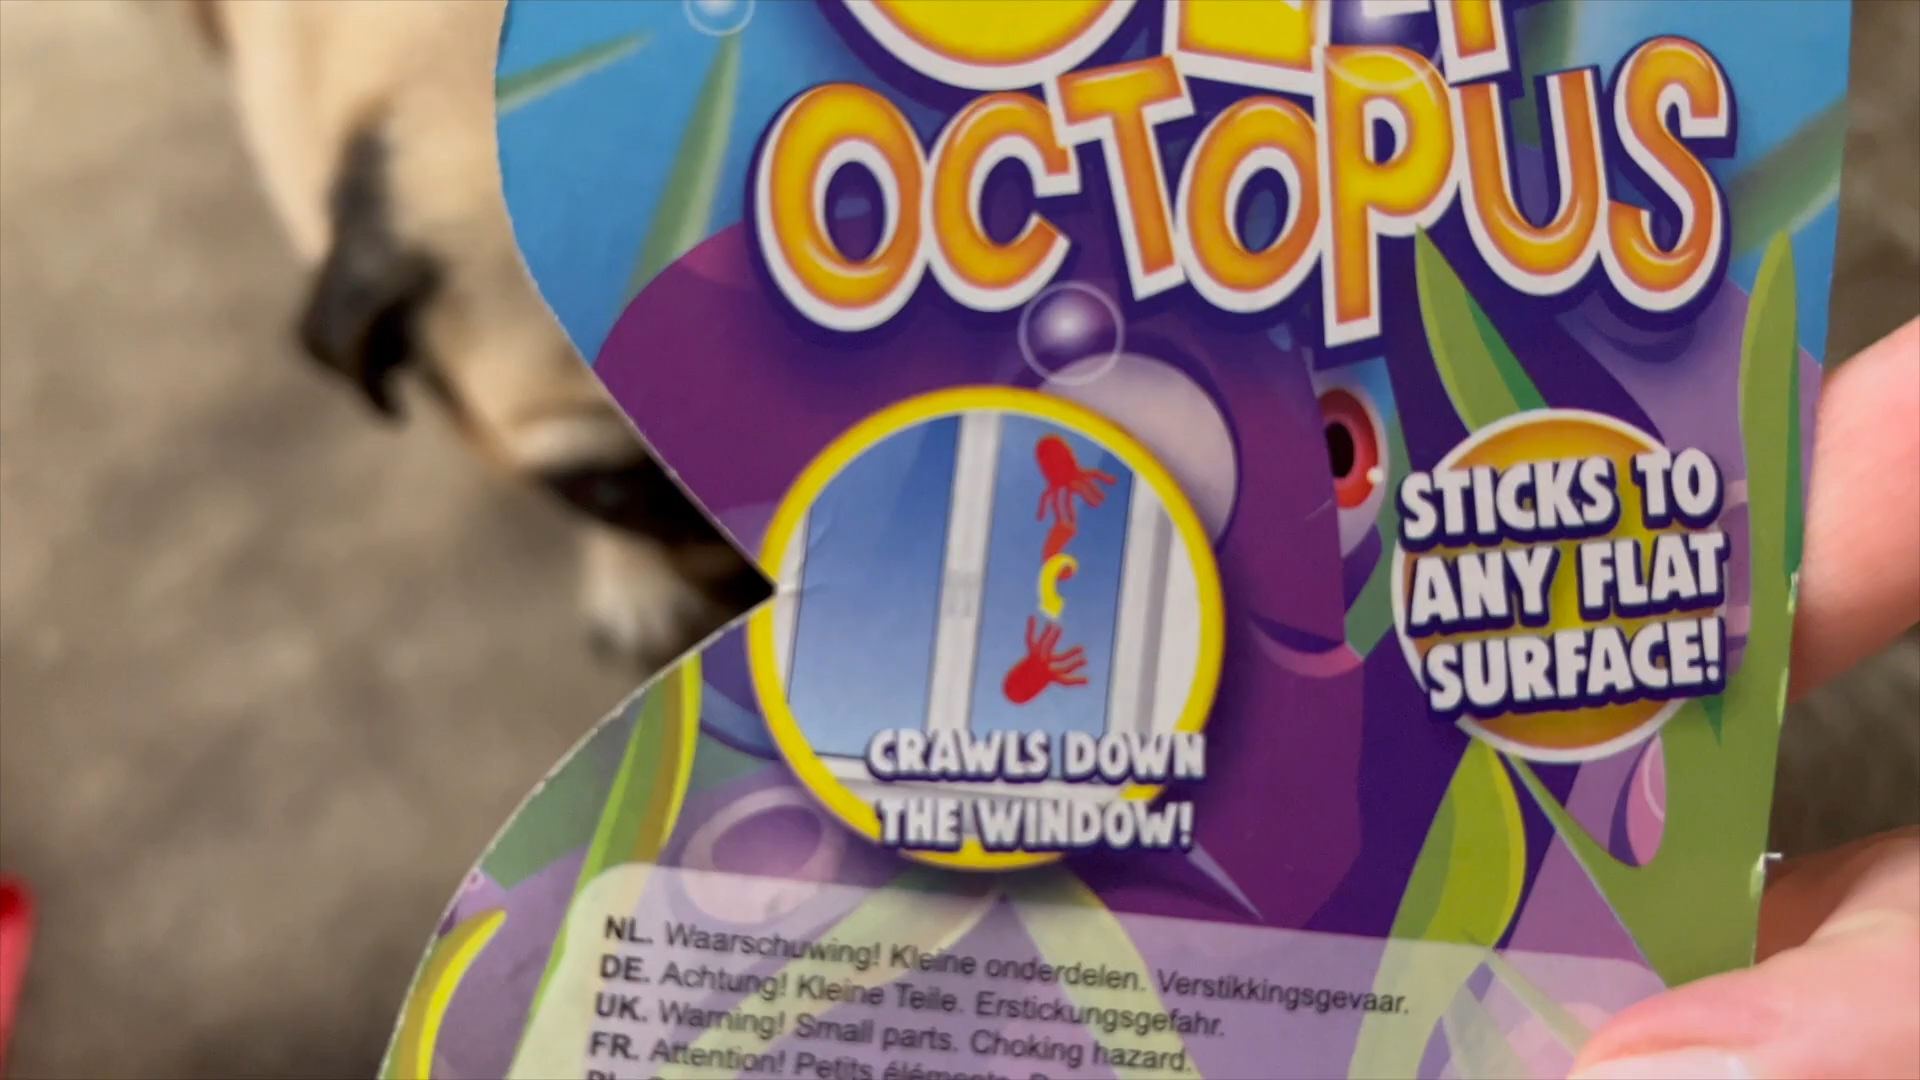 OCTOPUS
STICKS TO
ANY FLAT
SURFACE!
CRAWLS DOWN
THE WINDOW!
NL. Waarschuwing! Kleine onderdelen. Verstikkingsgevaar.
DE. Achtung! Kleine Teile. Erstickungsgefahr.
UK. Warning! Small parts. Choking hazard.
FR. Attention! Petits éléments.